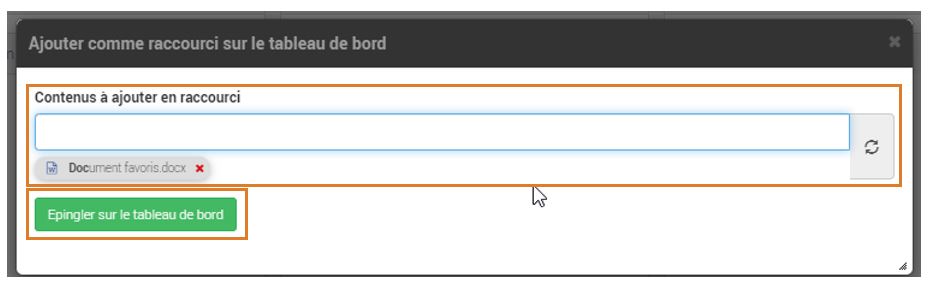 Ajouter comme raccourci sur le tableau de bord
Contenus à ajouter en raccourci
Document favoris.docx
Epingler sur le tableau de bord